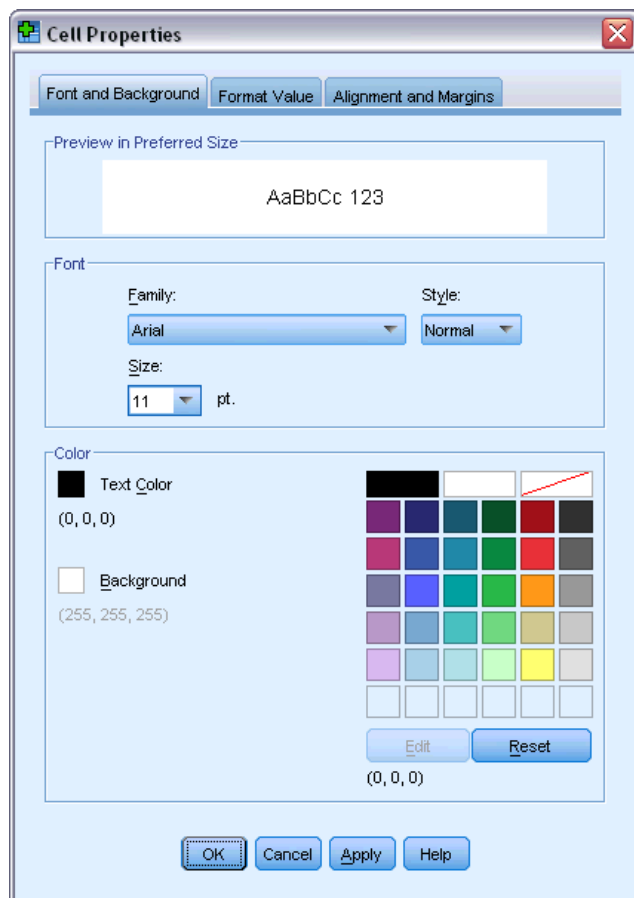 Cell Properties
Font and Background Format Value Alignment and Margins
Preview in Preferred Size
AaBbCc 123
Font
Family: Style:
Arial Normal
Size:
11 pt.
Color
Text Color
(0, 0, 0)
Background
(255, 255, 255)
Edit Reset
(0, 0, 0)
OK Cancel Apply Help